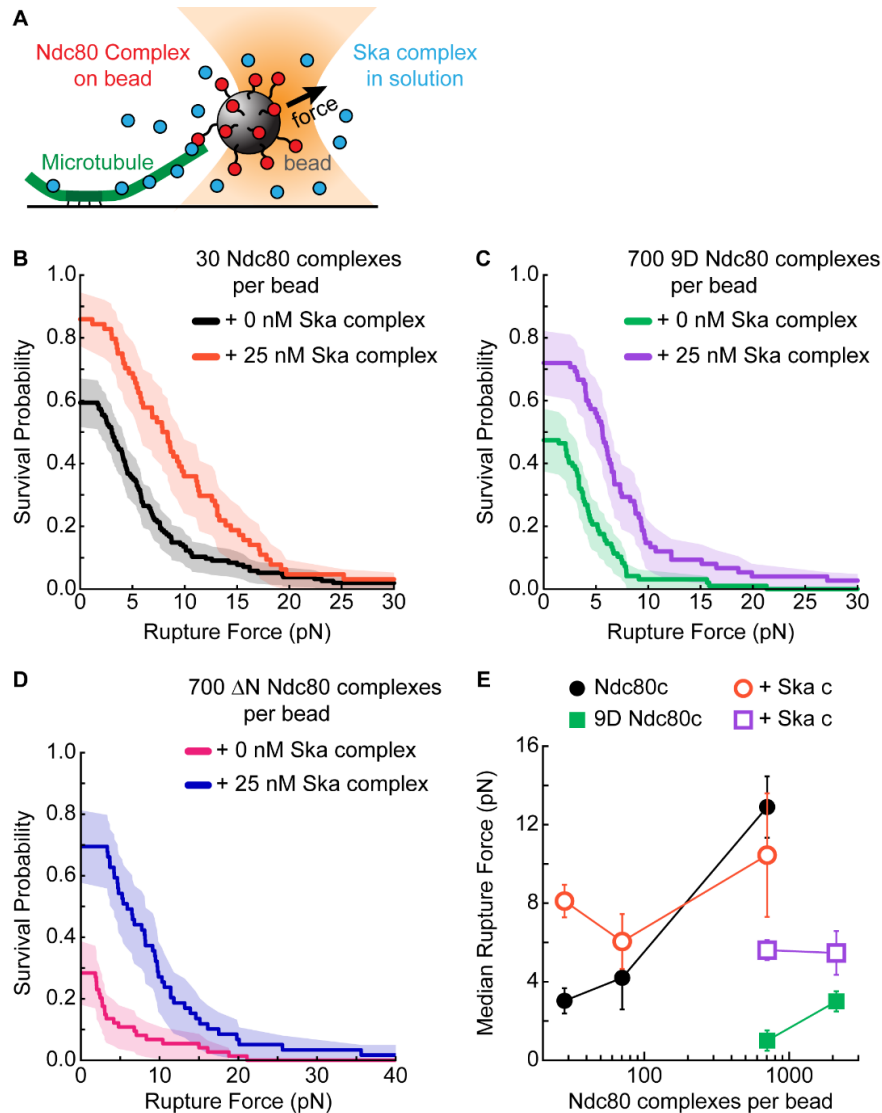 A
Ndc80 Complex
on bead
Ska complex
in solution
force
bead
Microtubule
B
30 Ndc80 complexes
per bead
+ 0 nM Ska complex
+ 25 nM Ska complex
1.0
0.8
0.6
0.4
0.2
0.0
Survival Probability
0 5 10 15 20 25 30
Rupture Force (pN)
C
700 9D Ndc80 complexes
per bead
+ 0 nM Ska complex
+ 25 nM Ska complex
1.0
0.8
0.6
0.4
0.2
0.0
Survival Probability
0 5 10 15 20 25 30
Rupture Force (pN)
D
700 ΔN Ndc80 complexes
per bead
+ 0 nM Ska complex
+ 25 nM Ska complex
1.0
0.8
0.6
0.4
0.2
0.0
Survival Probability
0 10 20 30 40
Rupture Force (pN)
E
Ndc80c + Ska c
9D Ndc80c + Ska c
16
12
8
4
0
Median Rupture Force (pN)
100 1000
Ndc80 complexes per bead